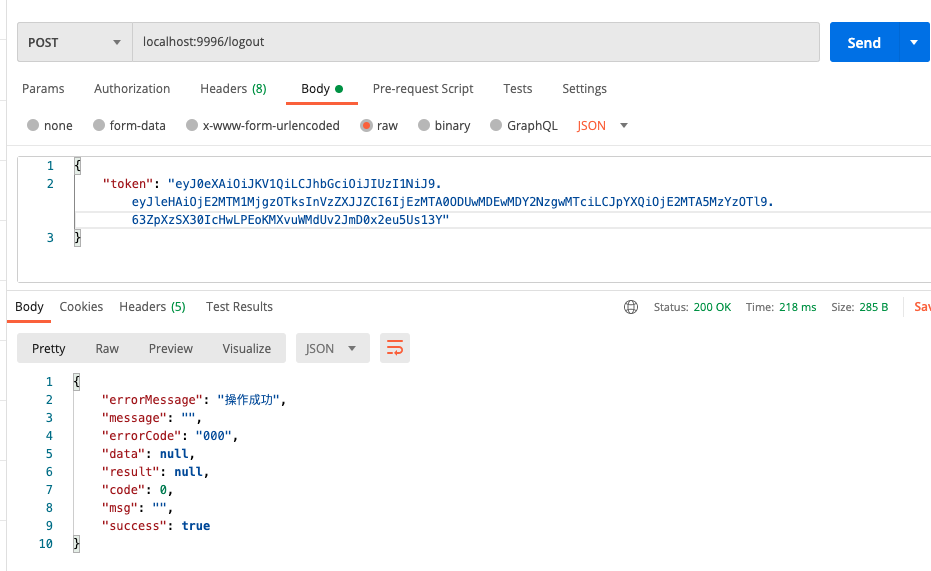 POST localhost:9996/logout Send
Params Authorization Headers (8) Body Pre-request Script Tests Settings
none form-data x-www-form-urlencoded raw binary GraphQL JSON
1 {
2 "token": "eyJ0eXAiOiJKV1QiLCJhbGciOiJIUzI1NiJ9.
eyJleHAiOjE2MTM1MjgzOTksInVzZXJJZCI6IjEzMTA0ODUwMDEwMDY2NzgwMTciLCJpYXQiOjE2MTA5MzYzOTl9.
63ZpXzSX30IcHwLPEoKMXvuWMdUv2JmD0x2eu5Us13Y"
3 }
Body Cookies Headers (5) Test Results Status: 200 OK Time: 218 ms Size: 285 B Sav
Pretty Raw Preview Visualize JSON
1 {
2 "errorMessage": "操作成功",
3 "message": "",
4 "errorCode": "000",
5 "data": null,
6 "result": null,
7 "code": 0,
8 "msg": "",
9 "success": true
10 }